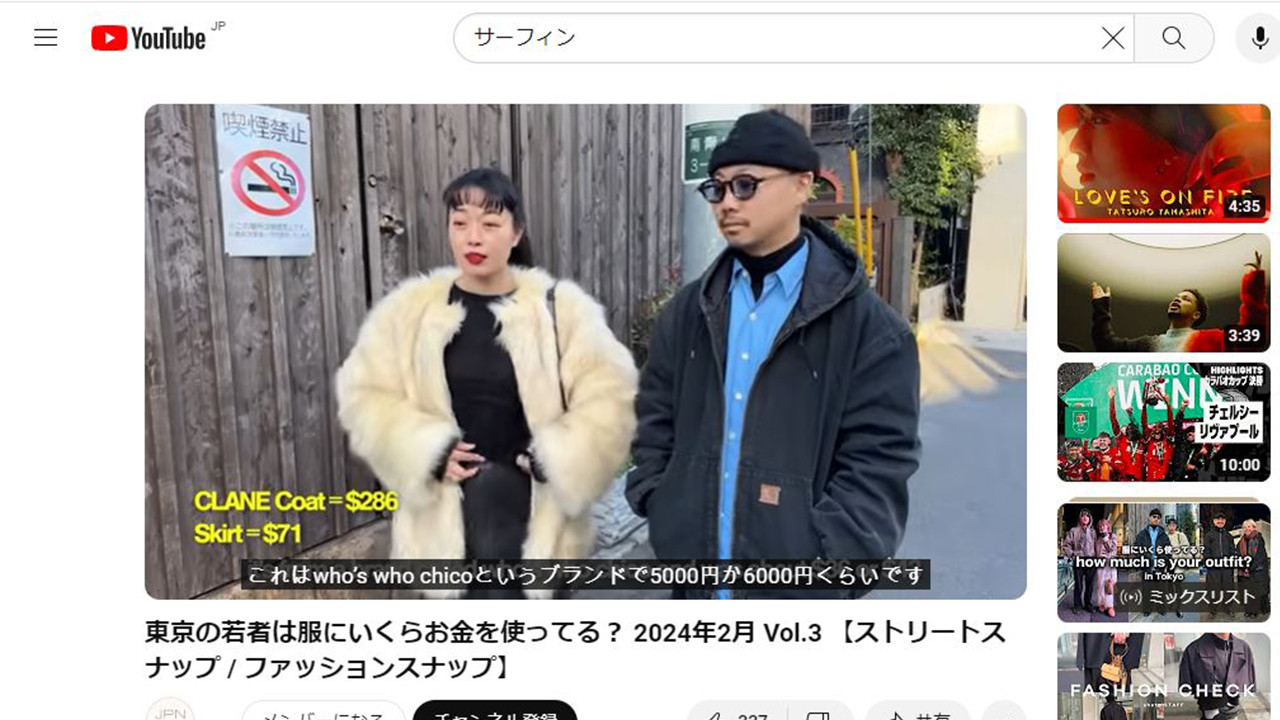 YouTube JP
サーフィン
喫煙禁止
CLANE Coat = $286
Skirt = $71
これはwho's who chicoというブランドで5000円か6000円くらいです
東京の若者は服にいくらお金を使ってる? 2024年2月 Vol.3 【ストリートス
ナップ / ファッションスナップ】
JPN
メンバーになる
チャンネル登録
337
共有
LOVE'S ON FIRE
TATSURO YAMASHITA
4:35
3:39
CARABAO C
HIGHLIGHTS
カラバオカップ 決勝
WIN
チェルシー
リヴァプール
10:00
服にいくら使ってる?
how much is your outfit?
in Tokyo
ミックスリスト
FASHION CHECK